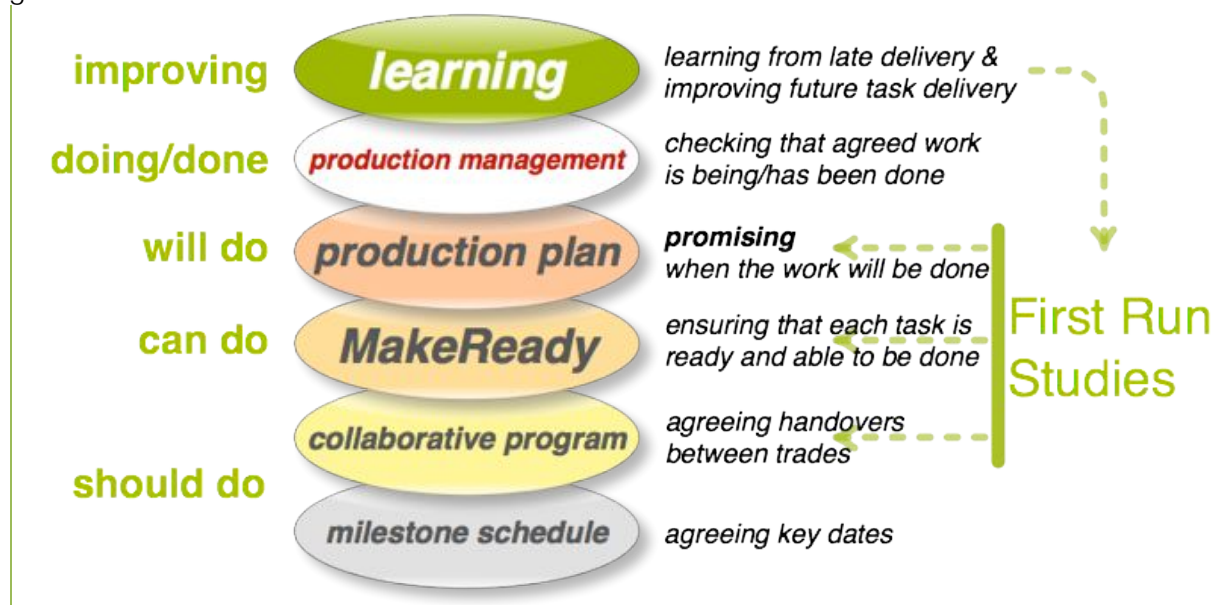 improving
learning
learning from late delivery &
improving future task delivery
doing/done
production management
checking that agreed work
is being/has been done
will do
production plan
promising
when the work will be done
can do
MakeReady
ensuring that each task is
ready and able to be done
First Run
Studies
should do
collaborative program
agreeing handovers
between trades
milestone schedule
agreeing key dates